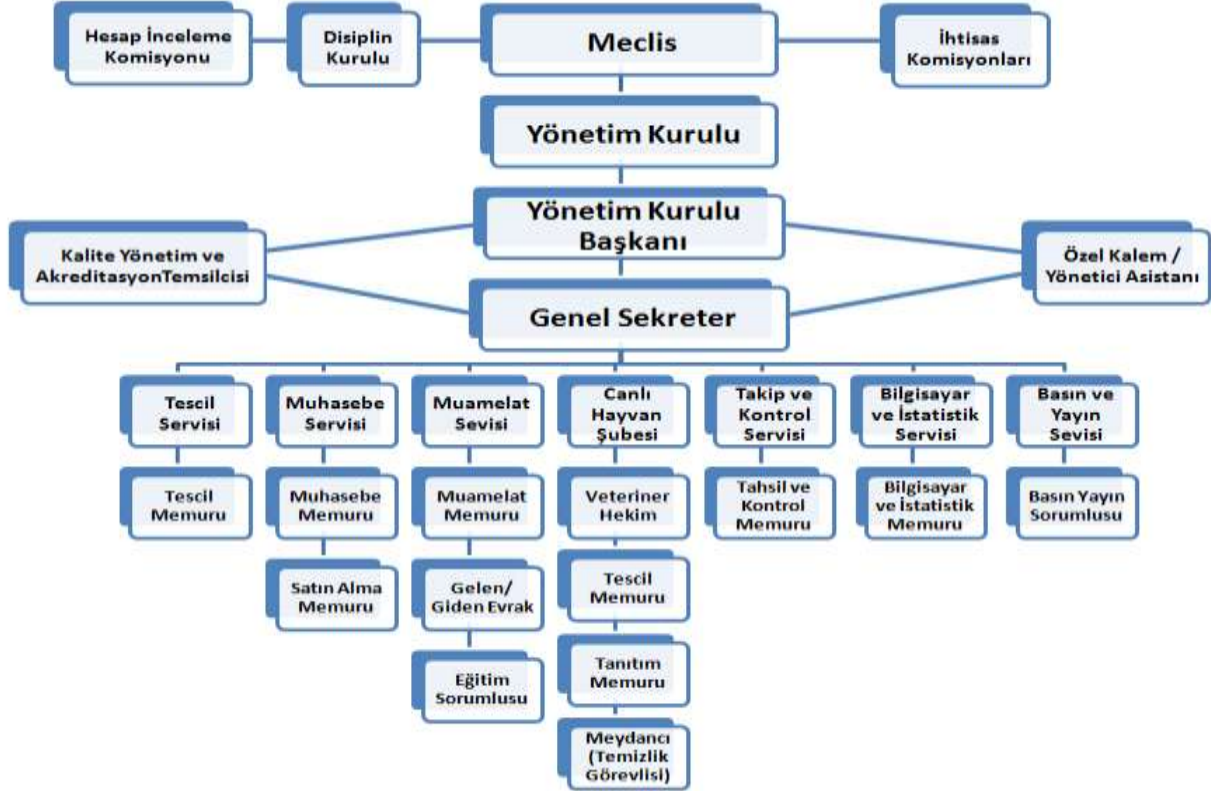 Hesap İnceleme
Komisyonu
Disiplin
Kurulu
Meclis
İhtisas
Komisyonları
Yönetim Kurulu
Yönetim Kurulu
Başkanı
Kalite Yönetim ve
AkreditasyonTemsilcisi
Özel Kalem /
Yönetici Asistanı
Genel Sekreter
Tescil
Servisi
Muhasebe
Servisi
Muamelat
Sevisi
Canlı
Hayvan
Şubesi
Takip ve
Kontrol
Servisi
Bilgisayar
ve İstatistik
Servisi
Basın ve
Yayın
Sevisi
Tescil
Memuru
Muhasebe
Memuru
Muamelat
Memuru
Veteriner
Hekim
Tahsil ve
Kontrol
Memuru
Bilgisayar
ve İstatistik
Memuru
Basın Yayın
Sorumlusu
Satın Alma
Memuru
Gelen/
Giden Evrak
Tescil
Memuru
Eğitim
Sorumlusu
Tanıtım
Memuru
Meydancı
(Temizlik
Görevlisi)